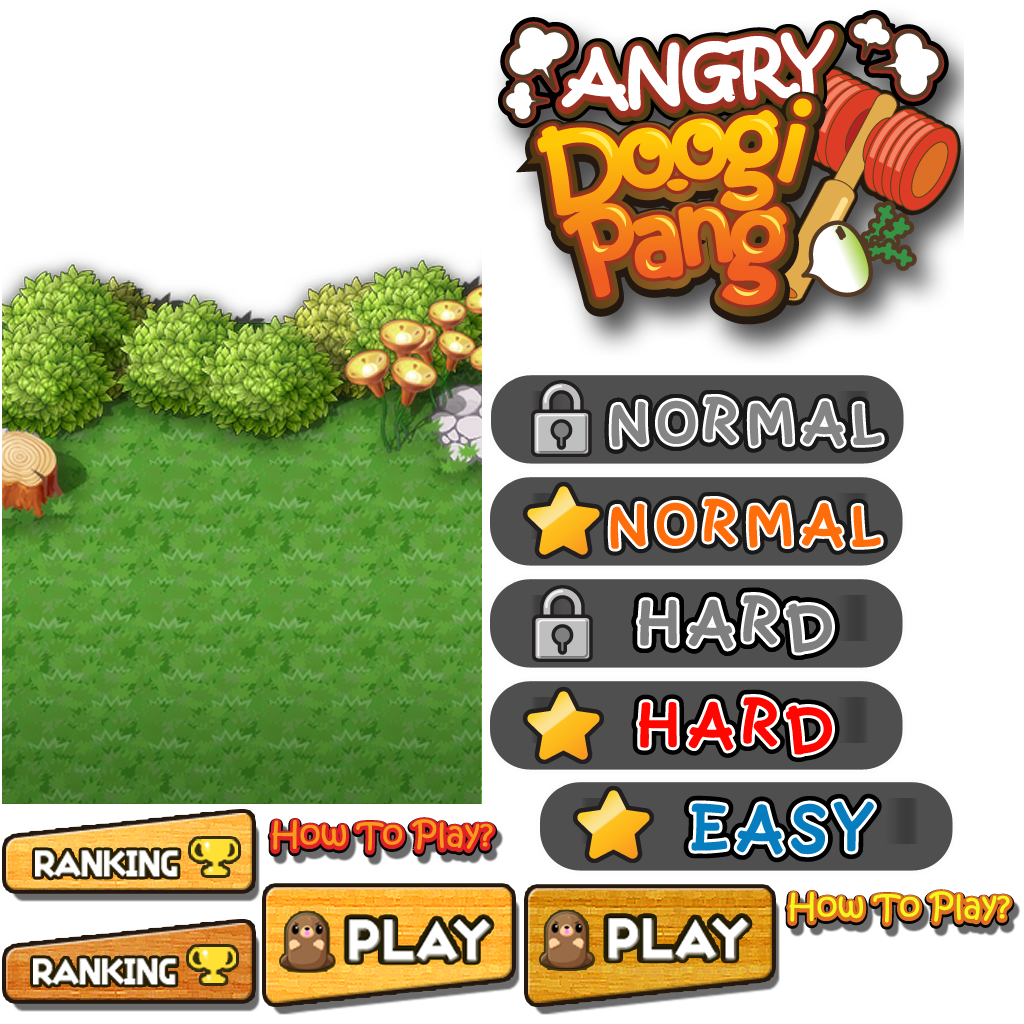 ANGRY
Doogi
Pang
NORMAL
NORMAL
HARD
HARD
EASY
RANKING
How To Play?
PLAY
PLAY
How To Play?
RANKING